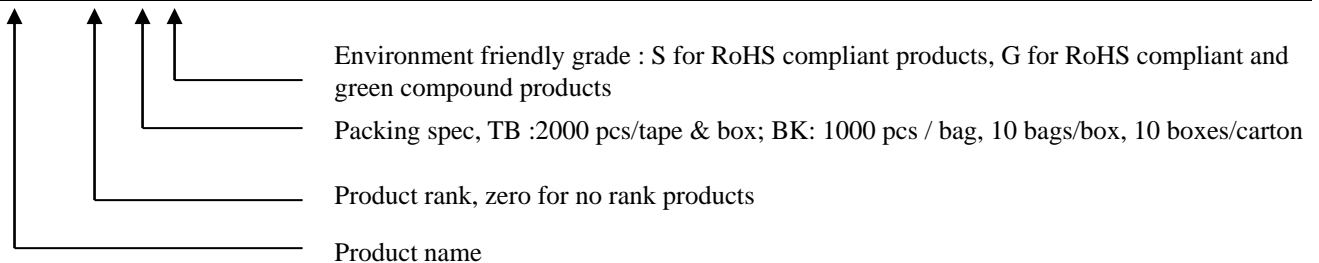 Environment friendly grade : S for RoHS compliant products, G for RoHS compliant and
green compound products
Packing spec, TB :2000 pcs/tape & box; BK: 1000 pcs / bag, 10 bags/box, 10 boxes/carton
Product rank, zero for no rank products
Product name